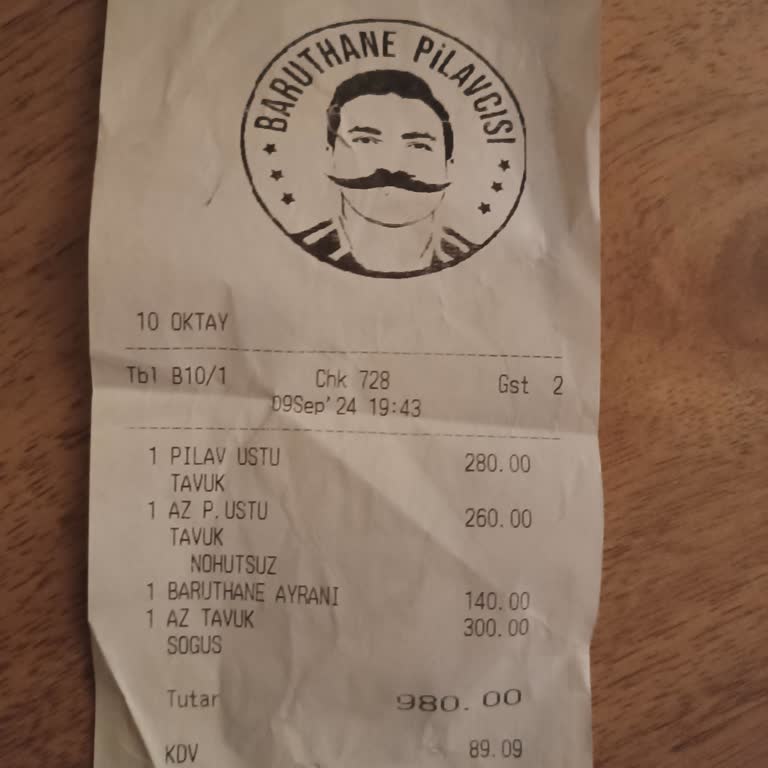 BARUTHANE PiLAVCISI
10 OKTAY
Tbl B10/1 Chk 728 Gst 2
09Sep'24 19:43
1 PILAV USTU 280.00
TAVUK
1 AZ P.USTU 260.00
TAVUK
NOHUTSUZ
1 BARUTHANE AYRANI 140.00
1 AZ TAVUK 300.00
SOGUS
Tutar 980.00
KDV 89.09